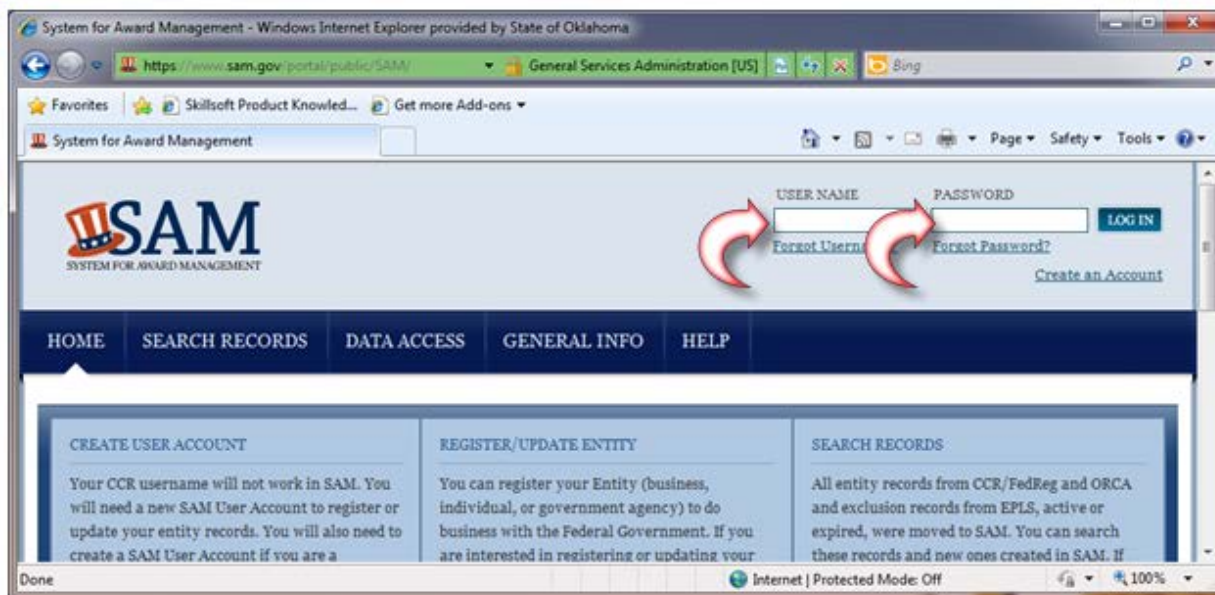 System for Award Management - Windows Internet Explorer provided by State of Oklahoma
https://www.sam.gov/portal/public/SAM/
General Services Administration [US]
Bing
Favorites
Skillsoft Product Knowled...
Get more Add-ons
System for Award Management
Page
Safety
Tools
SAM
SYSTEM FOR AWARD MANAGEMENT
USER NAME
PASSWORD
LOG IN
Forgot
Forgot Password?
Create an Account
HOME
SEARCH RECORDS
DATA ACCESS
GENERAL INFO
HELP
CREATE USER ACCOUNT
Your CCR username will not work in SAM. You
will need a new SAM User Account to register or
update your entity records. You will also need to
create a SAM User Account if you are a
REGISTER/UPDATE ENTITY
You can register your Entity (business,
individual, or government agency) to do
business with the Federal Government. If you
are interested in registering or updating your
SEARCH RECORDS
All entity records from CCR/FedReg and ORCA
and exclusion records from EPLS, active or
expired, were moved to SAM. You can search
these records and new ones created in SAM. If
Done
Internet | Protected Mode: Off
100%